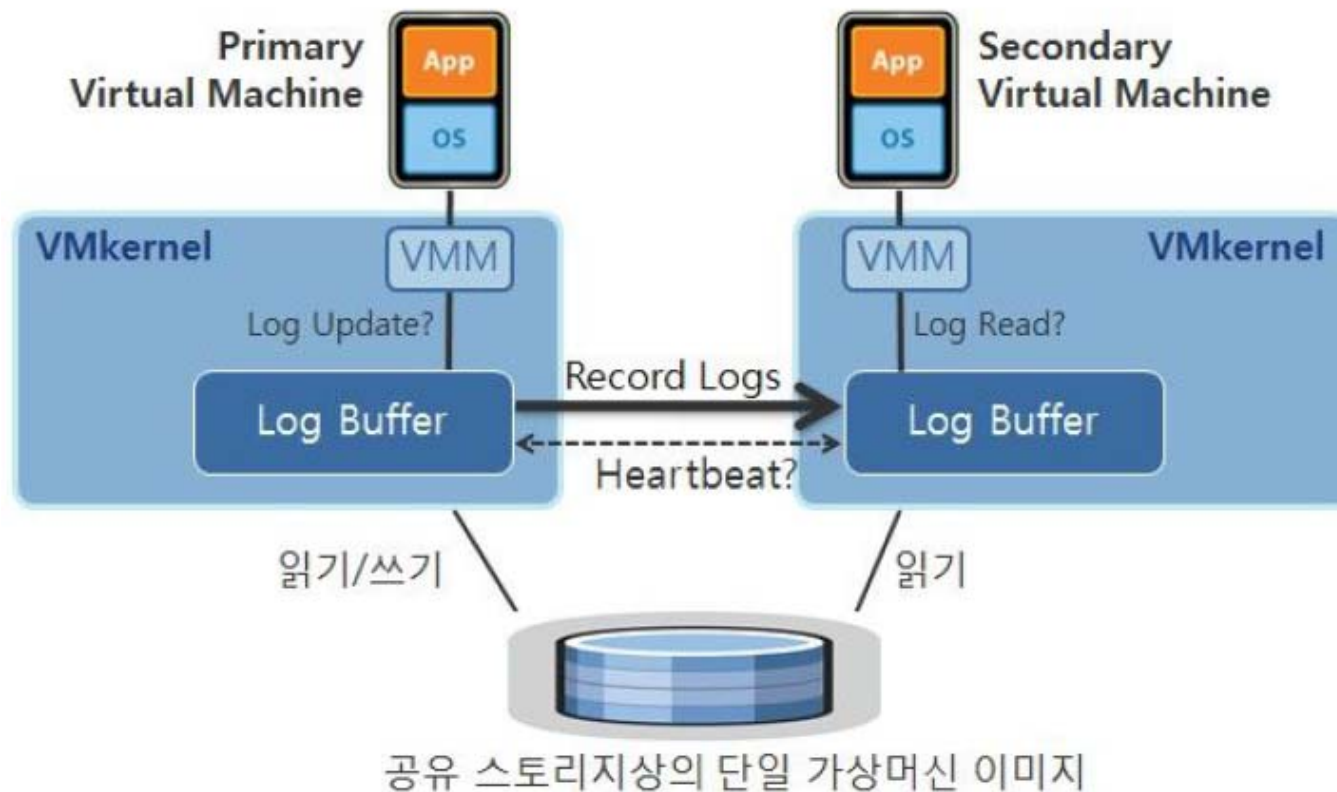 Primary
Virtual Machine
App
OS
App
OS
Secondary
Virtual Machine
VMkernel
VMM
Log Update?
Log Buffer
Record Logs
Heartbeat?
VMkernel
VMM
Log Read?
Log Buffer
읽기/쓰기
읽기
공유 스토리지상의 단일 가상머신 이미지